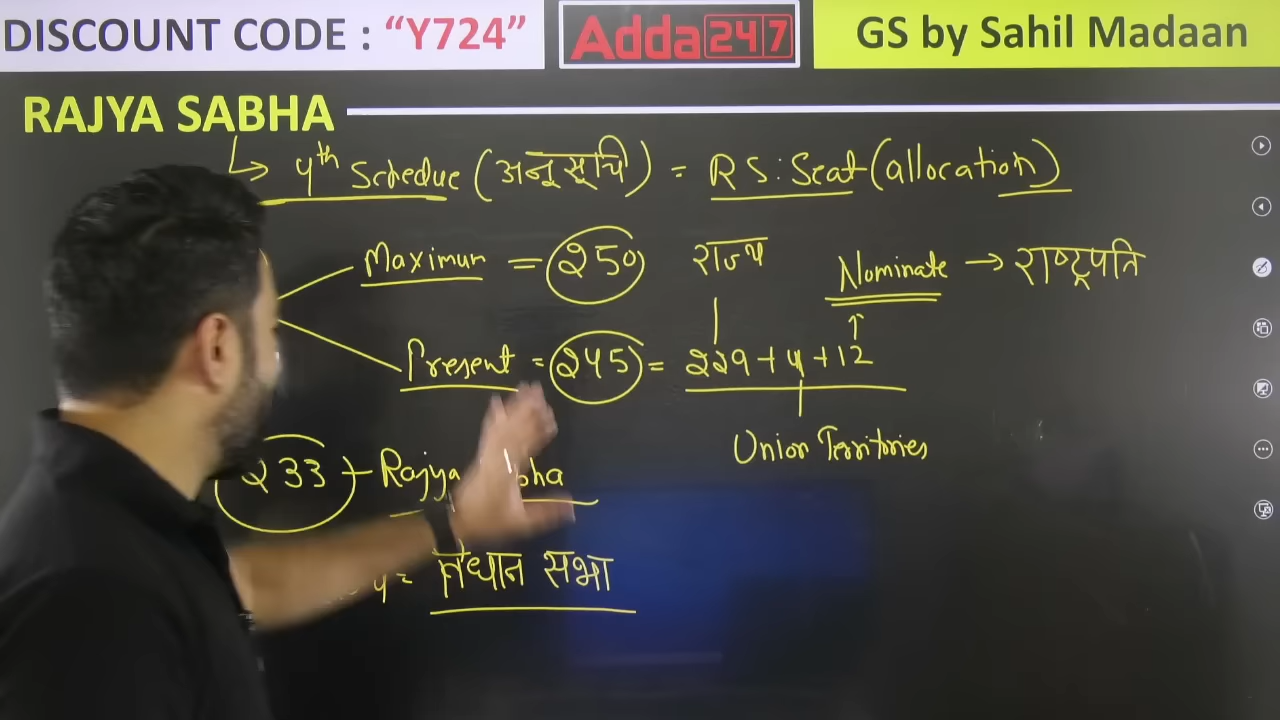 DISCOUNT CODE : “Y724”
Adda247
GS by Sahil Madaan
RAJYA SABHA
4th Schedue (अनूसूचि) = RS: Seat (allocation)
Maximum = 250
राज्य
Nominate → राष्ट्रपति
Present = 245 = 229 + 4 + 12
Union Territories
233 Rajya
सभा